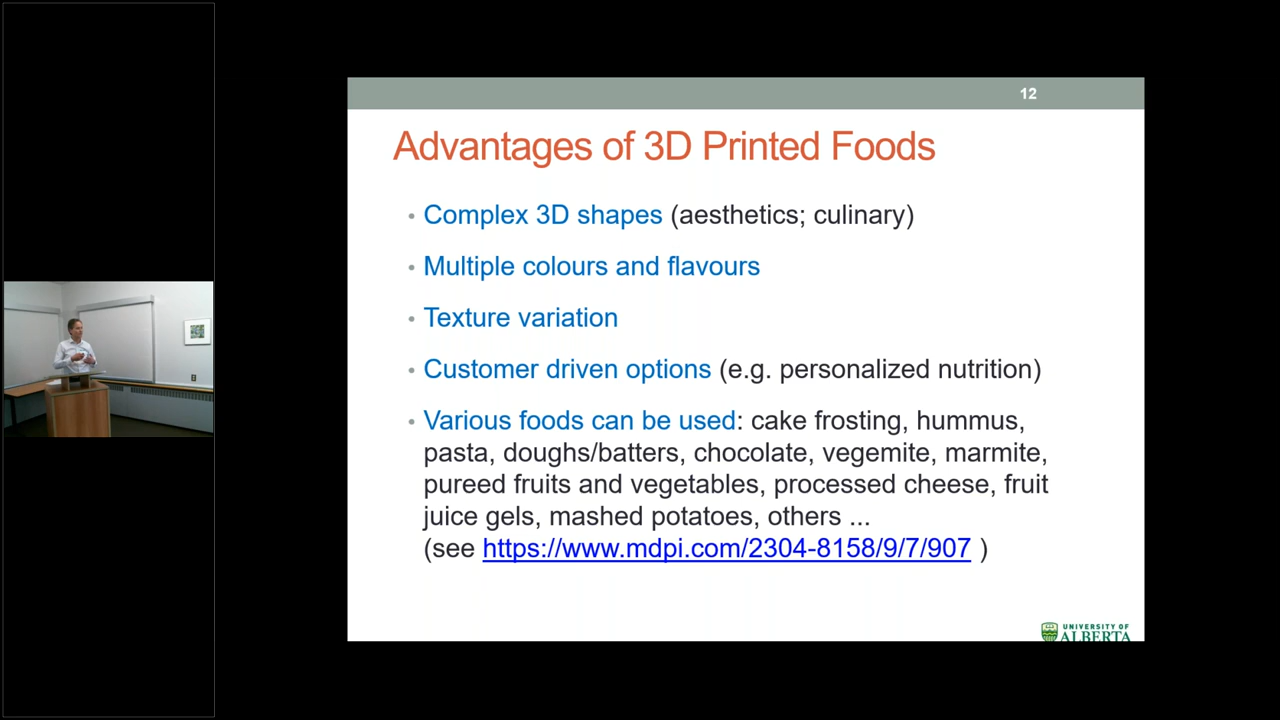 12
Advantages of 3D Printed Foods
• Complex 3D shapes (aesthetics; culinary)
• Multiple colours and flavours
• Texture variation
• Customer driven options (e.g. personalized nutrition)
• Various foods can be used: cake frosting, hummus,
pasta, doughs/batters, chocolate, vegemite, marmite,
pureed fruits and vegetables, processed cheese, fruit
juice gels, mashed potatoes, others ...
(see https://www.mdpi.com/2304-8158/9/7/907 )
UNIVERSITY OF
ALBERTA